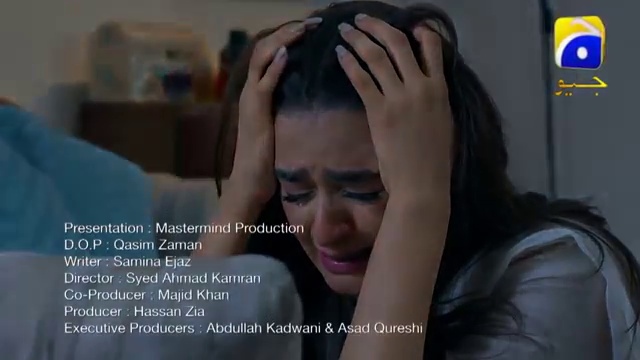 جیو
Presentation : Mastermind Production
D.O.P : Qasim Zaman
Writer : Samina Ejaz
Director : Syed Ahmad Kamran
Co-Producer : Majid Khan
Producer : Hassan Zia
Executive Producers : Abdullah Kadwani & Asad Qureshi